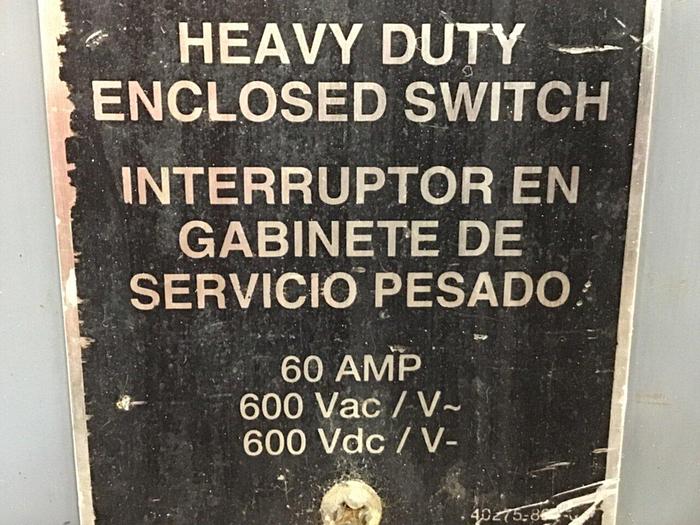 HEAVY DUTY
ENCLOSED SWITCH
INTERRUPTOR EN
GABINETE DE
SERVICIO PESADO
60 AMP
600 Vac / V~
600 Vdc / V-